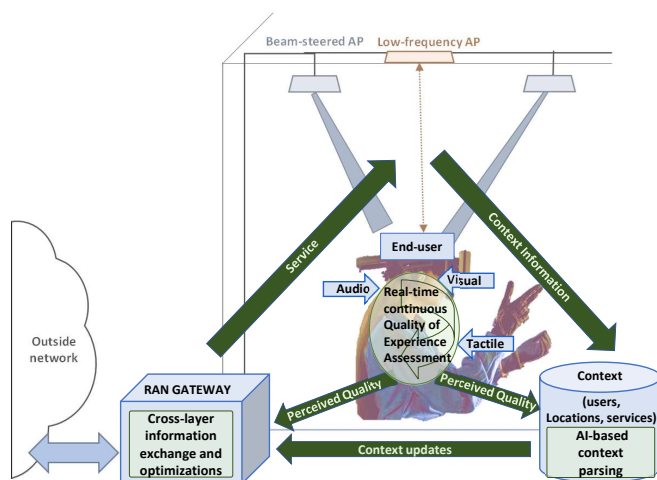 Beam-steered AP
Low-frequency AP
Service
Context Information
End-user
Audio
Visual
Real-time
continuous
Quality of
Experience
Assessment
Tactile
Outside
network
Perceived Quality
Perceived Quality
RAN GATEWAY
Cross-layer
information
exchange and
optimizations
Context updates
Context
(users,
Locations, services)
AI-based
context
parsing